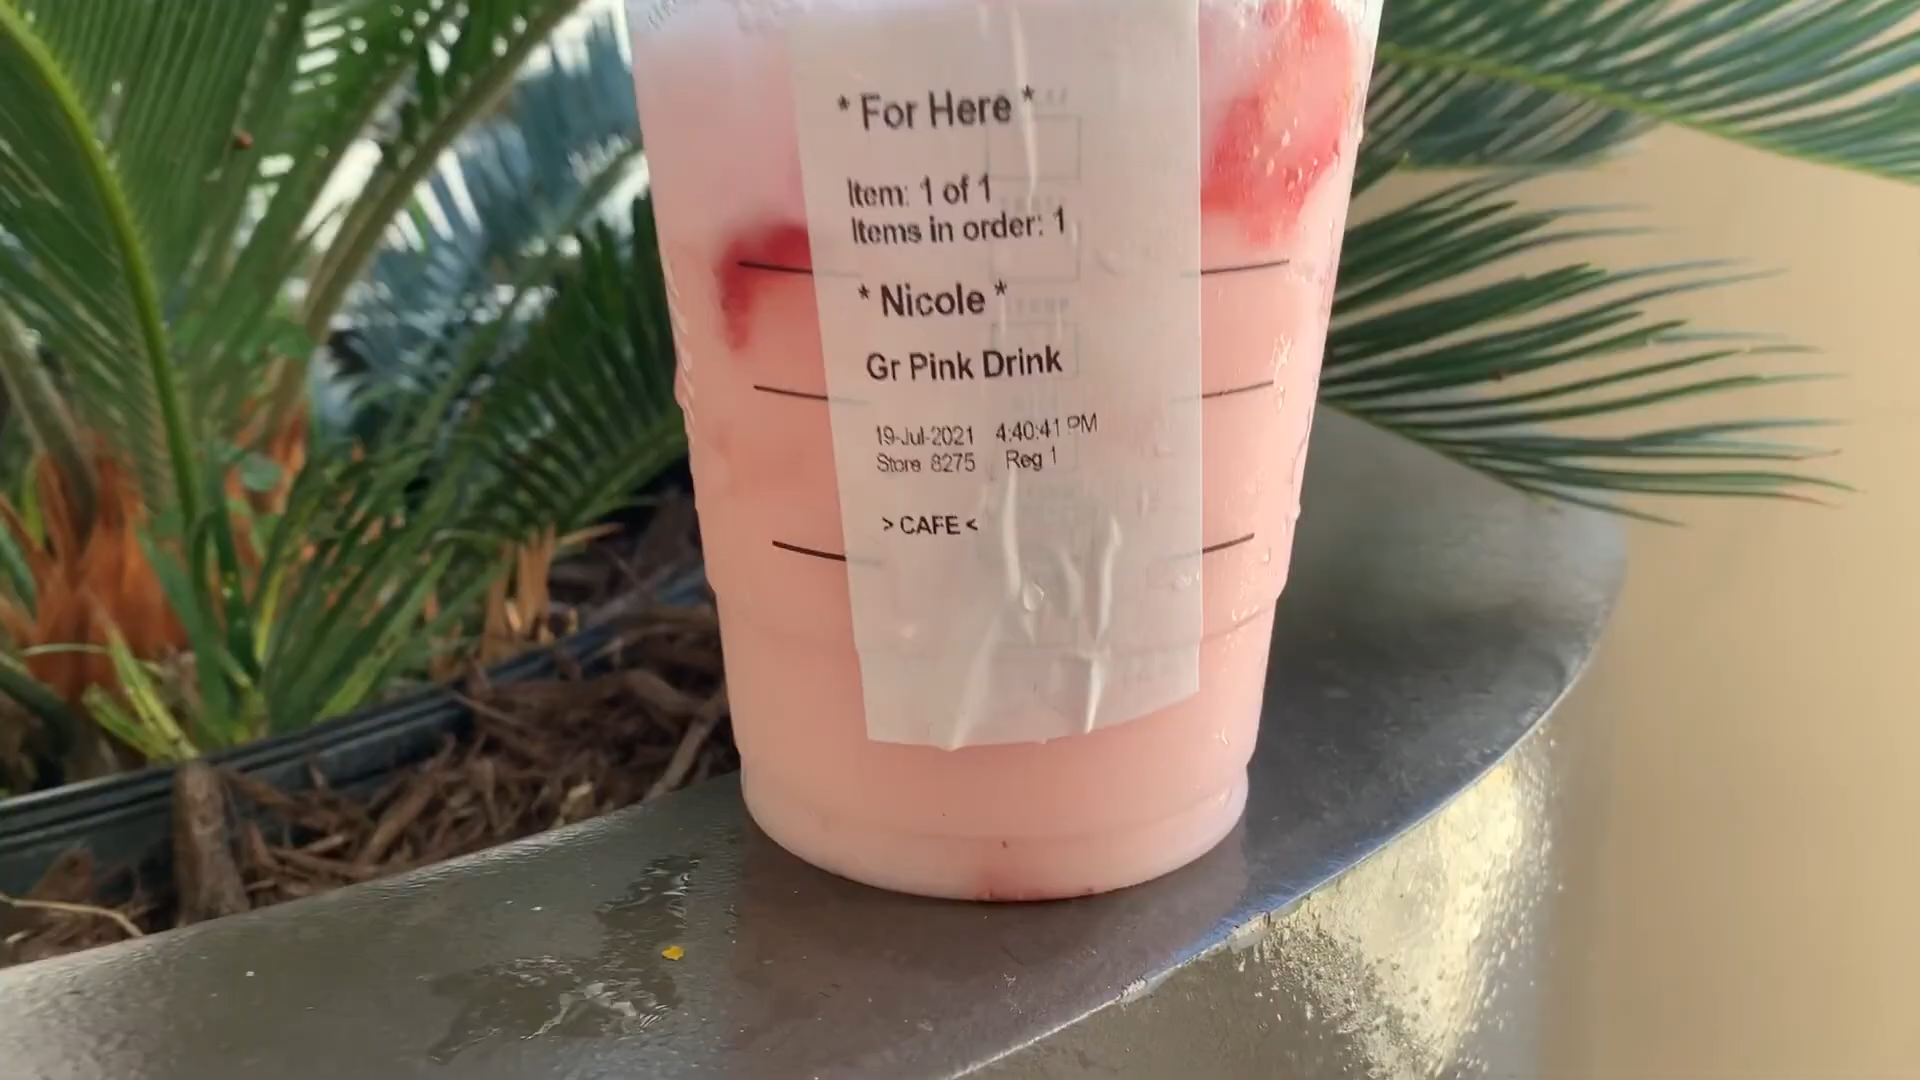 * For Here *
Item: 1 of 1
Items in order: 1
* Nicole *
Gr Pink Drink
19-Jul-2021 4:40:41 PM
Store 8275 Reg 1
> CAFE <